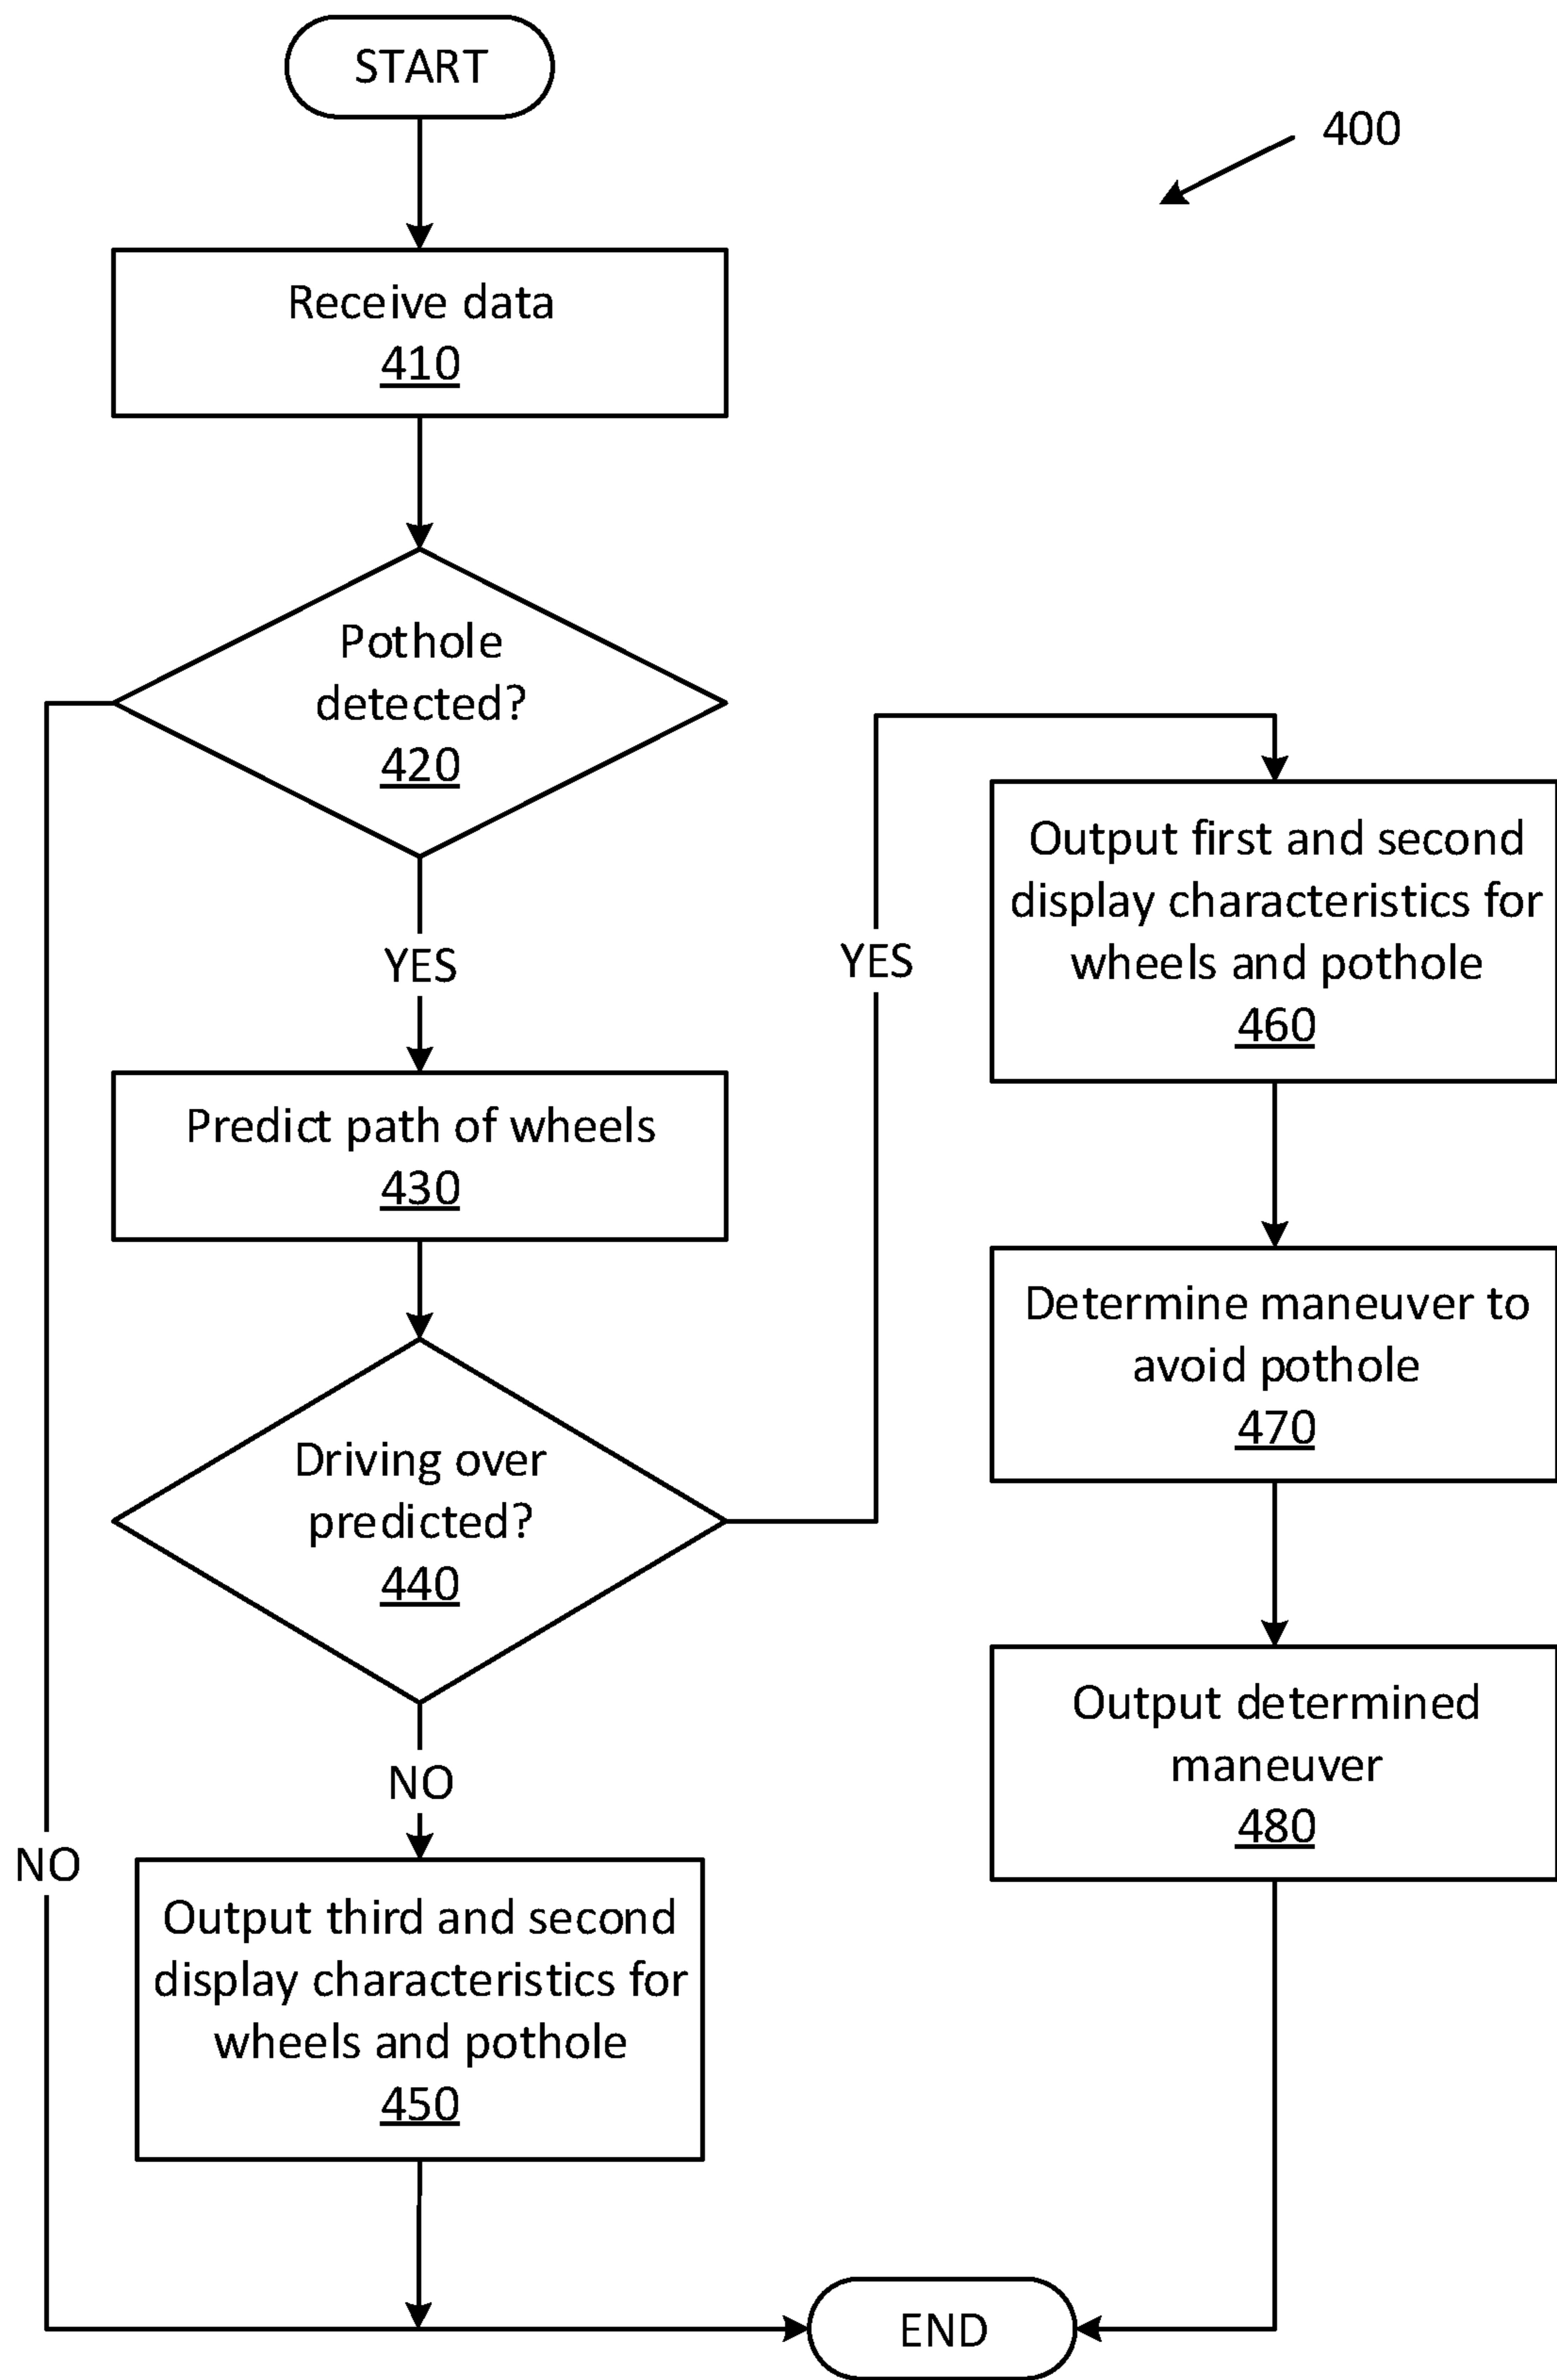 START
400
Receive data
410
Pothole
detected?
420
YES
Predict path of wheels
430
Driving over
predicted?
440
NO
NO
Output third and second
display characteristics for
wheels and pothole
450
YES
Output first and second
display characteristics for
wheels and pothole
460
Determine maneuver to
avoid pothole
470
Output determined
maneuver
480
END